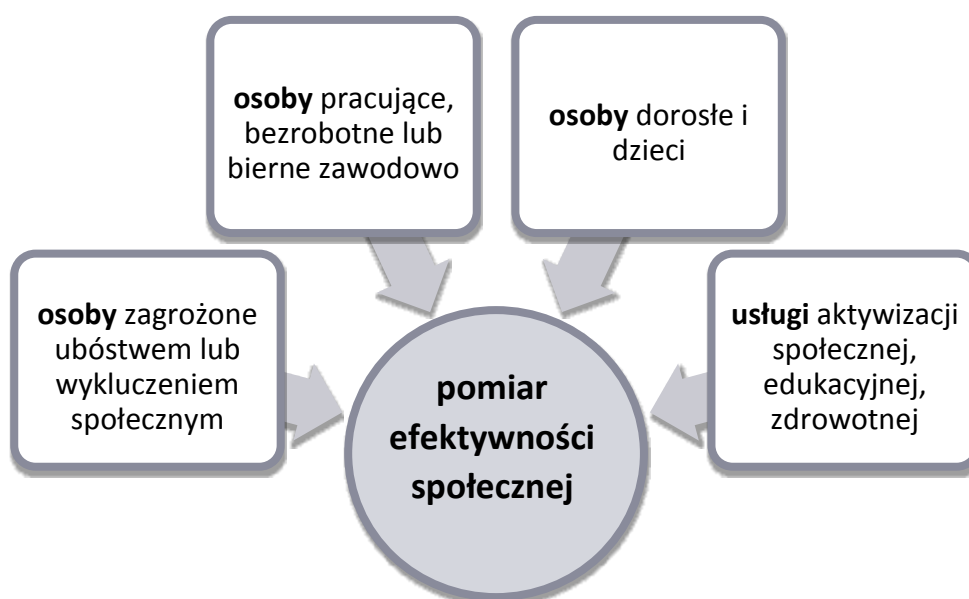 osoby pracujące,
bezrobotne lub
bierne zawodowo
osoby dorosłe i
dzieci
osoby zagrożone
ubóstwem lub
wykluczeniem
społecznym
usługi aktywizacji
społecznej,
edukacyjnej,
zdrowotnej
pomiar
efektywności
społecznej